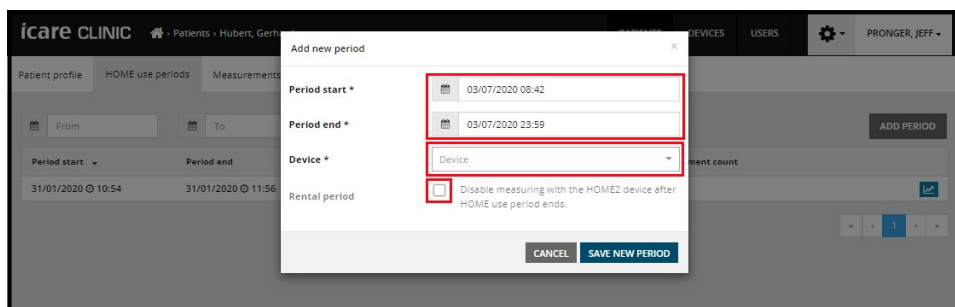 icare CLINIC
Patients › Hubert, Gerh
DEVICES
USERS
PRONGER, JEFF
Patient profile
HOME use periods
Measurements
From
To
ADD PERIOD
Period start
Period end
ment count
31/01/2020 10:54
31/01/2020 11:56
« ‹ 1 › »
Add new period
×
Period start *
03/07/2020 08:42
Period end *
03/07/2020 23:59
Device *
Device
Rental period
Disable measuring with the HOME2 device after
HOME use period ends.
CANCEL
SAVE NEW PERIOD